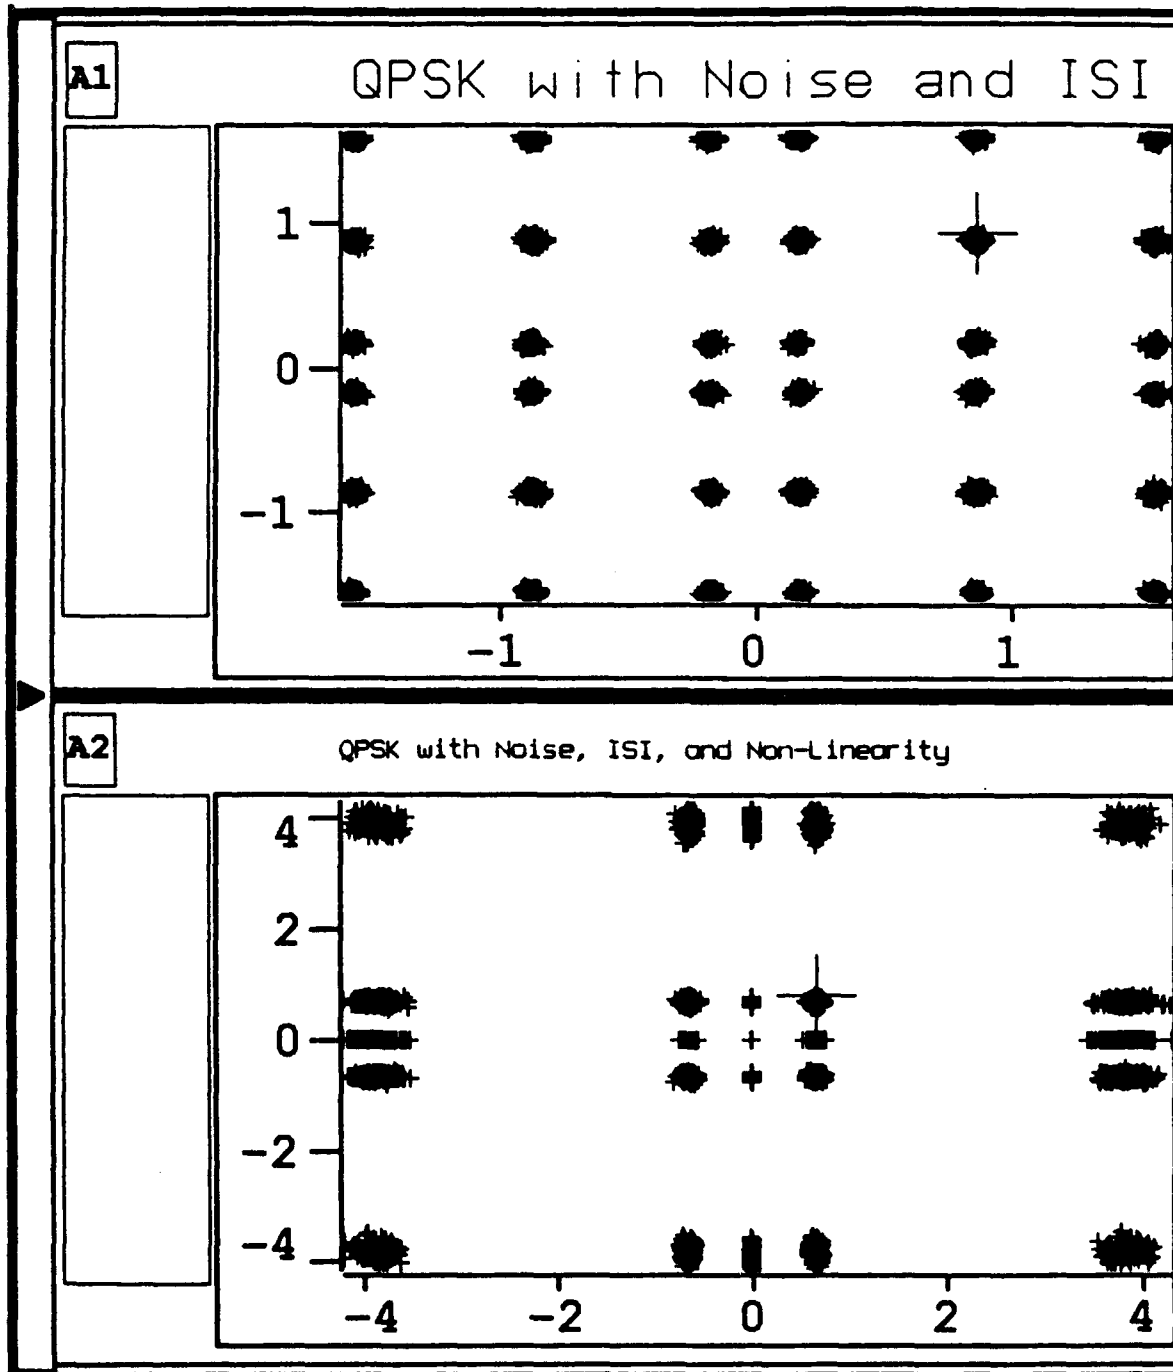 A1
QPSK with Noise and ISI
1
0
-1
-1 0 1
A2
QPSK with Noise, ISI, and Non-Linearity
4
2
0
-2
-4
-4 -2 0 2 4